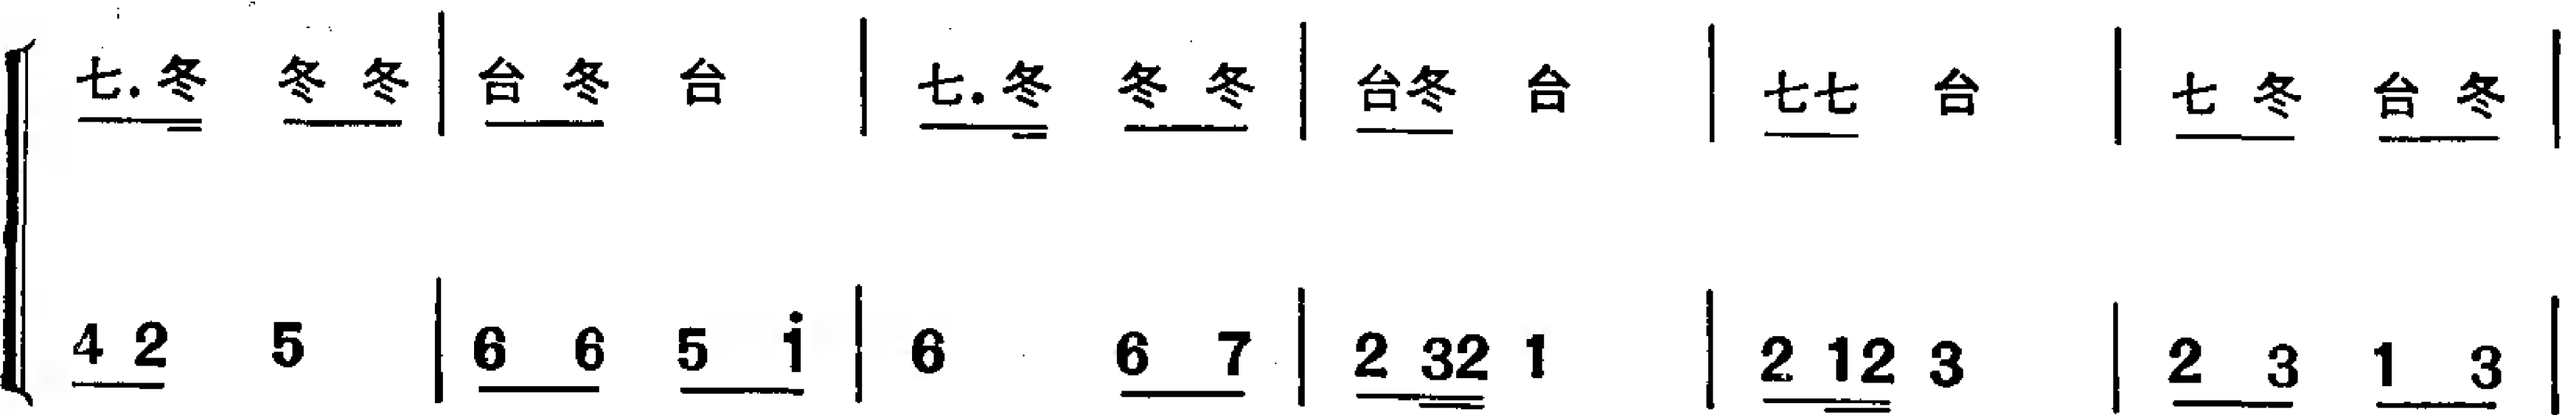 七.冬 冬冬 | 台冬 台 | 七.冬 冬冬 | 台冬 台 | 七七 台 | 七冬 台冬 |
4 2 5 | 6 6 5 i | 6 6 7 | 2 32 1 | 2 12 3 | 2 3 1 3 |